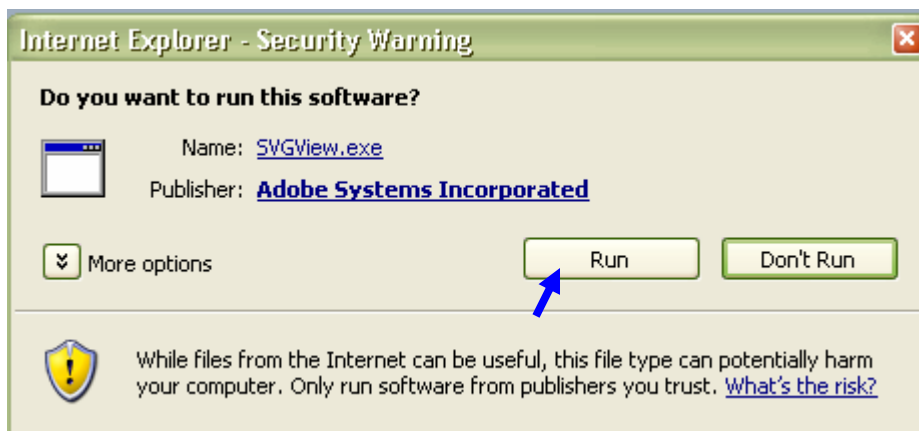 Internet Explorer - Security Warning
Do you want to run this software?
Name: SVGView.exe
Publisher: Adobe Systems Incorporated
More options
Run
Don't Run
While files from the Internet can be useful, this file type can potentially harm
your computer. Only run software from publishers you trust. What's the risk?